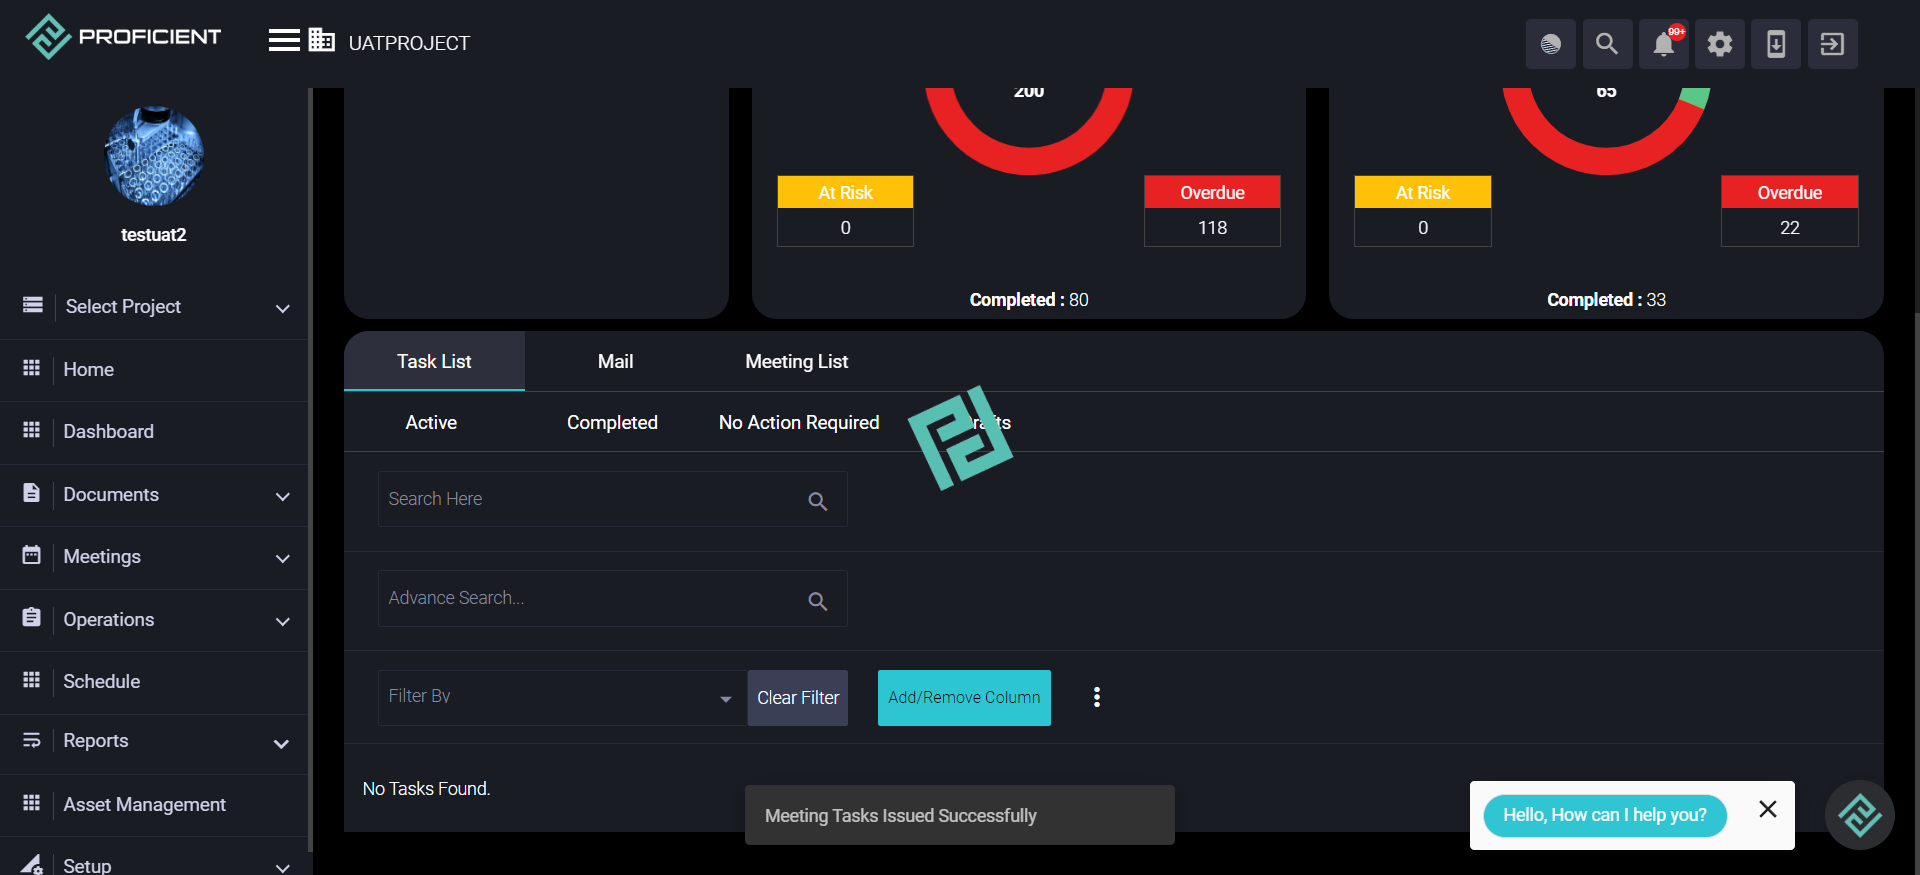 PROFICIENT
UATPROJECT
99+
testuat2
Select Project
Home
Dashboard
Documents
Meetings
Operations
Schedule
Reports
Asset Management
Setup
200
65
At Risk
0
Overdue
118
At Risk
0
Overdue
22
Completed : 80
Completed : 33
Task List Mail Meeting List
Active Completed No Action Required
Search Here
Advance Search...
Filter By
Clear Filter
Add/Remove Column
No Tasks Found.
Meeting Tasks Issued Successfully
Hello, How can I help you?